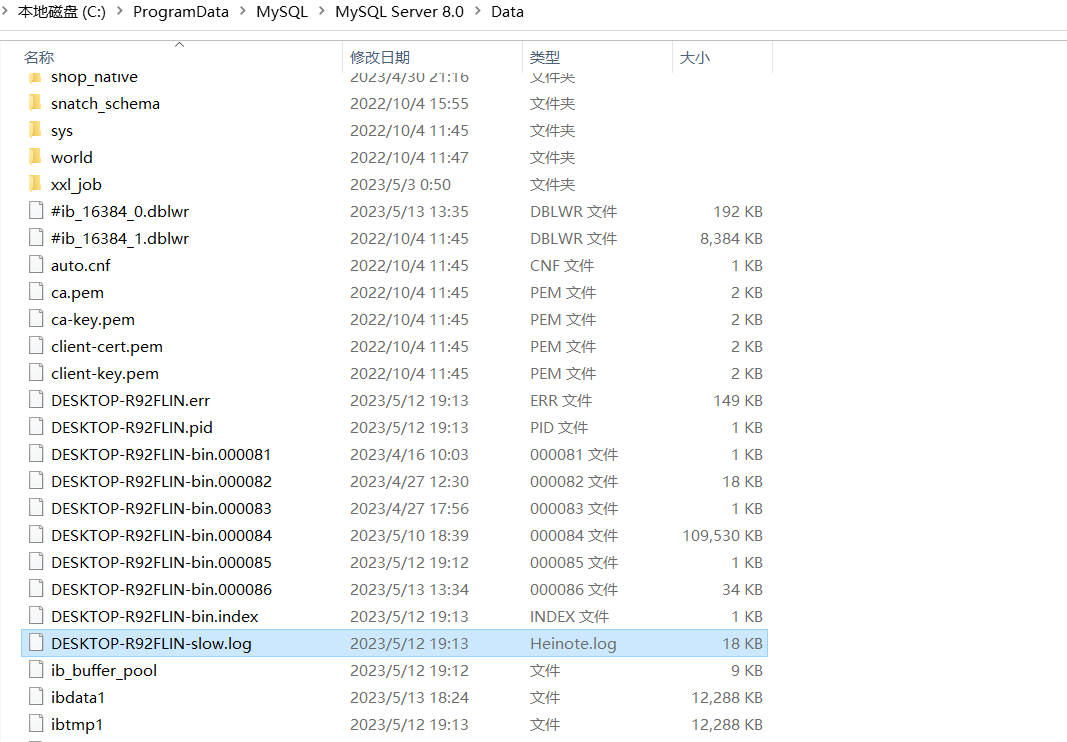 本地磁盘 (C:) > ProgramData > MySQL > MySQL Server 8.0 > Data
名称 修改日期 类型 大小
shop_native 2023/4/30 21:16 文件夹
snatch_schema 2022/10/4 15:55 文件夹
sys 2022/10/4 11:45 文件夹
world 2022/10/4 11:47 文件夹
xxl_job 2023/5/3 0:50 文件夹
#ib_16384_0.dblwr 2023/5/13 13:35 DBLWR 文件 192 KB
#ib_16384_1.dblwr 2022/10/4 11:45 DBLWR 文件 8,384 KB
auto.cnf 2022/10/4 11:45 CNF 文件 1 KB
ca.pem 2022/10/4 11:45 PEM 文件 2 KB
ca-key.pem 2022/10/4 11:45 PEM 文件 2 KB
client-cert.pem 2022/10/4 11:45 PEM 文件 2 KB
client-key.pem 2022/10/4 11:45 PEM 文件 2 KB
DESKTOP-R92FLIN.err 2023/5/12 19:13 ERR 文件 149 KB
DESKTOP-R92FLIN.pid 2023/5/12 19:13 PID 文件 1 KB
DESKTOP-R92FLIN-bin.000081 2023/4/16 10:03 000081 文件 1 KB
DESKTOP-R92FLIN-bin.000082 2023/4/27 12:30 000082 文件 18 KB
DESKTOP-R92FLIN-bin.000083 2023/4/27 17:56 000083 文件 1 KB
DESKTOP-R92FLIN-bin.000084 2023/5/10 18:39 000084 文件 109,530 KB
DESKTOP-R92FLIN-bin.000085 2023/5/12 19:12 000085 文件 1 KB
DESKTOP-R92FLIN-bin.000086 2023/5/13 13:34 000086 文件 34 KB
DESKTOP-R92FLIN-bin.index 2023/5/12 19:13 INDEX 文件 1 KB
DESKTOP-R92FLIN-slow.log 2023/5/12 19:13 Heinote.log 18 KB
ib_buffer_pool 2023/5/12 19:12 文件 9 KB
ibdata1 2023/5/13 18:24 文件 12,288 KB
ibtmp1 2023/5/12 19:13 文件 12,288 KB